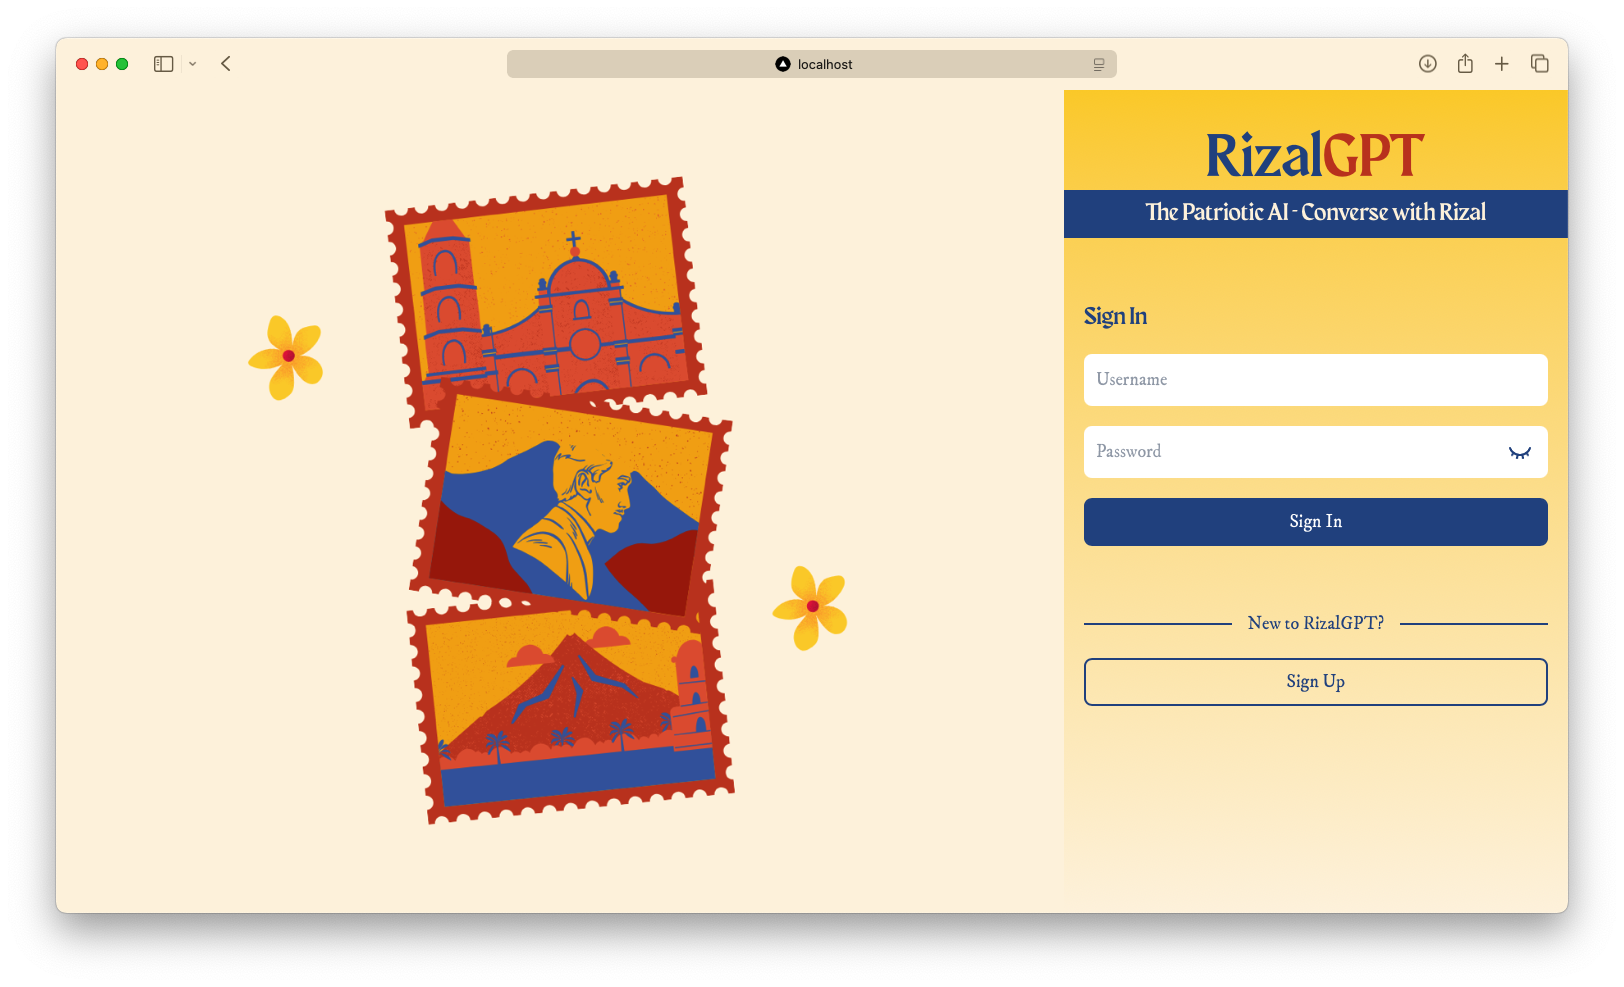 localhost
RizalGPT
The Patriotic AI - Converse with Rizal
Sign In
Username
Password
Sign In
New to RizalGPT?
Sign Up